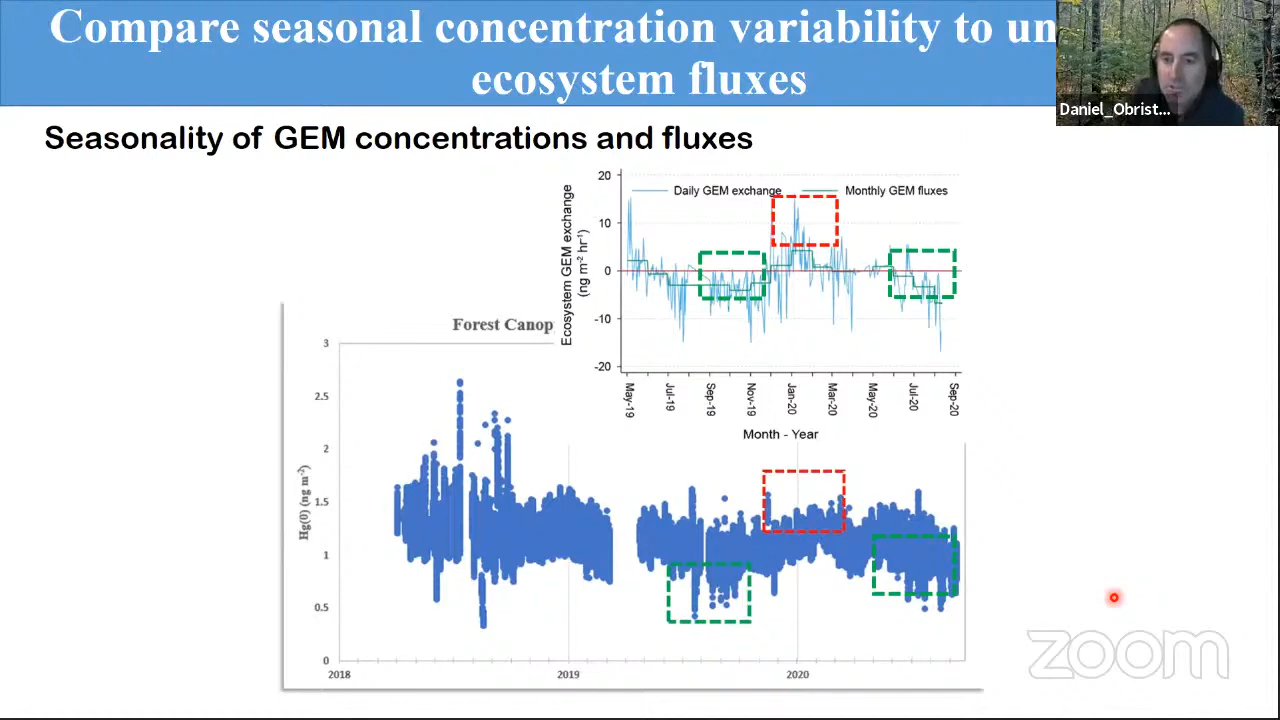 Compare seasonal concentration variability to un
ecosystem fluxes
Daniel_Obrist...
Seasonality of GEM concentrations and fluxes
Daily GEM exchange
Monthly GEM fluxes
Ecosystem GEM exchange
(ng m⁻² hr⁻¹)
20
10
0
-10
-20
May-19
Jul-19
Sep-19
Nov-19
Jan-20
Mar-20
May-20
Jul-20
Sep-20
Month - Year
Forest Canop
Hg(0) (ng m⁻²)
3
2.5
2
1.5
1
0.5
0
2018
2019
2020
zoom